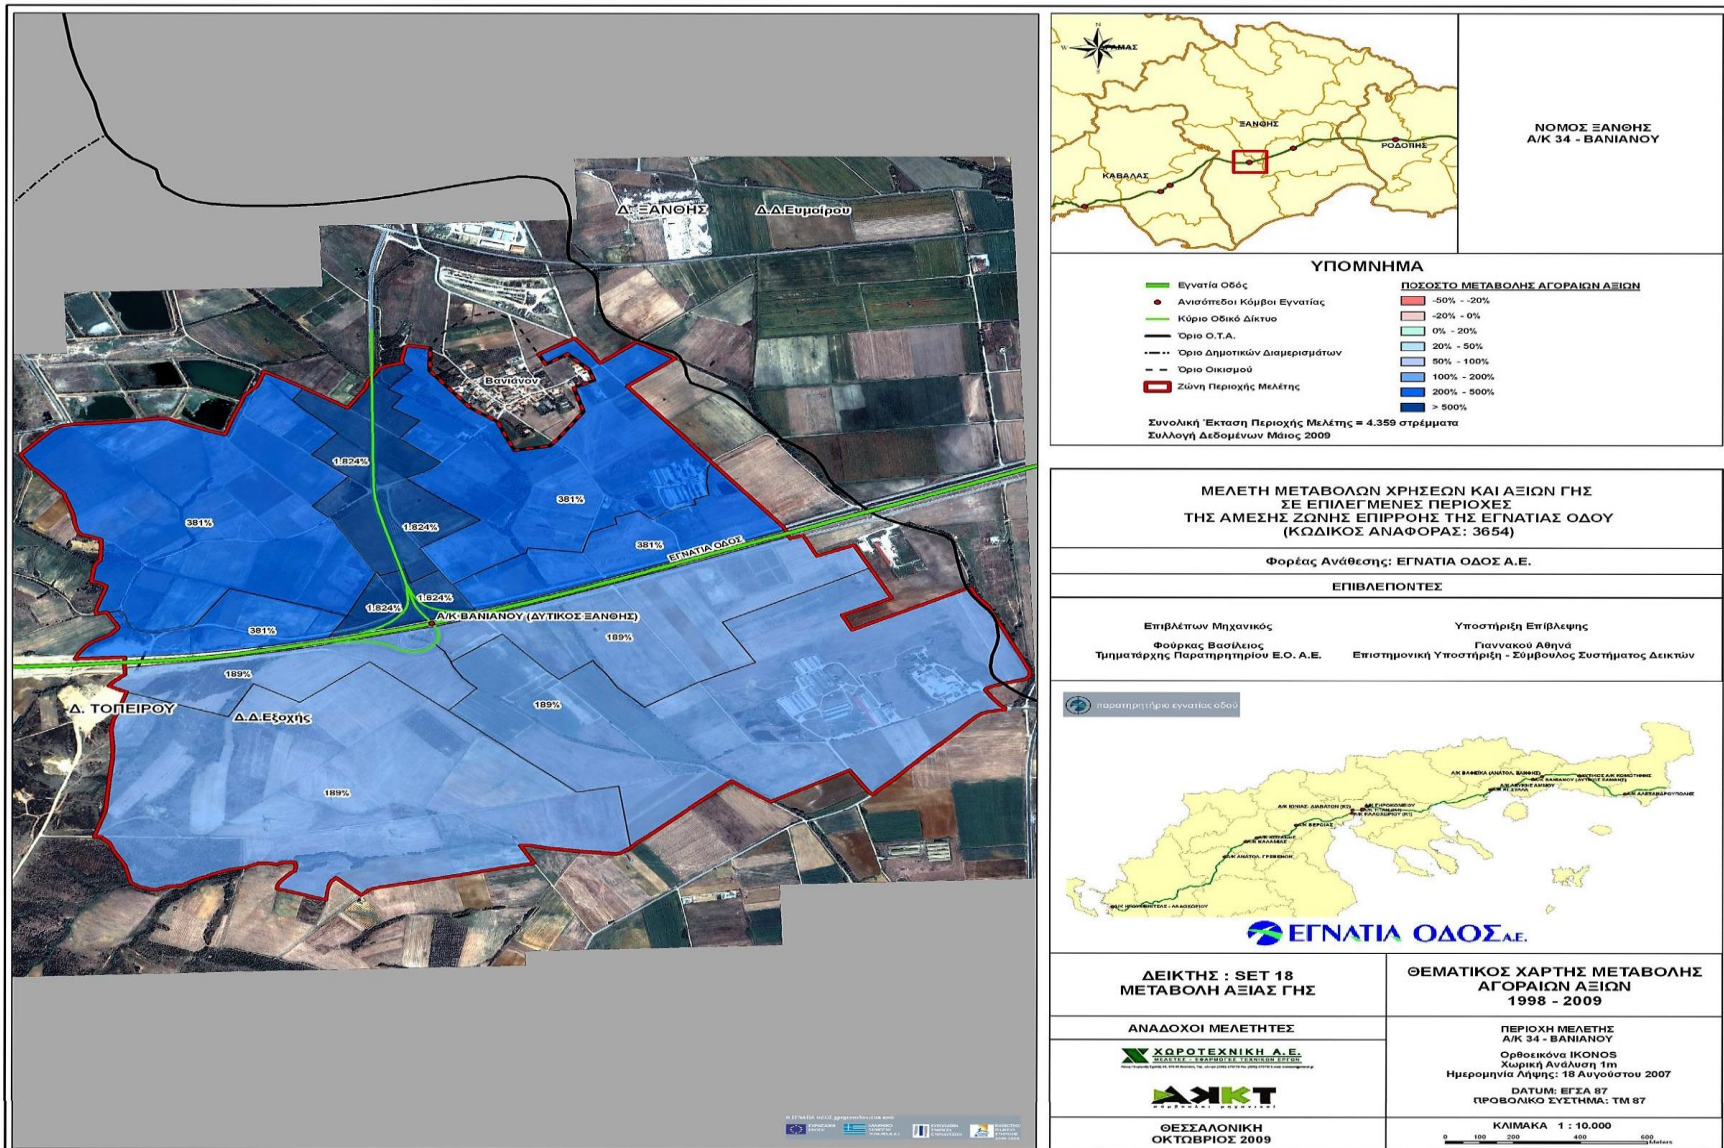 Δ. ΞΑΝΘΗΣ
Δ.Δ.Ευμοίρου
Βανιάνον
1.824%
381%
381%
1.824%
381%
ΕΓΝΑΤΙΑ ΟΔΟΣ
1.824%
1.824%
Α/Κ ΒΑΝΙΑΝΟΥ (ΔΥΤΙΚΟΣ ΞΑΝΘΗΣ)
381%
189%
189%
189%
Δ. ΤΟΠΕΙΡΟΥ
Δ.Δ.Εξοχής
189%
N
W
S
ΞΑΝΘΗΣ
ΡΟΔΟΠΗΣ
ΚΑΒΑΛΑΣ
ΝΟΜΟΣ ΞΑΝΘΗΣ
Α/Κ 34 - ΒΑΝΙΑΝΟΥ
ΥΠΟΜΝΗΜΑ
Εγνατία Οδός
Ανισόπεδοι Κόμβοι Εγνατίας
Κύριο Οδικό Δίκτυο
Όριο Ο.Τ.Α.
Όριο Δημοτικών Διαμερισμάτων
Όριο Οικισμού
Ζώνη Περιοχής Μελέτης
ΠΟΣΟΣΤΟ ΜΕΤΑΒΟΛΗΣ ΑΓΟΡΑΙΩΝ ΑΞΙΩΝ
-50% - -20%
-20% - 0%
0% - 20%
20% - 50%
50% - 100%
100% - 200%
200% - 500%
> 500%
Συνολική Έκταση Περιοχής Μελέτης = 4.359 στρέμματα
Συλλογή Δεδομένων Μάιος 2009
ΜΕΛΕΤΗ ΜΕΤΑΒΟΛΩΝ ΧΡΗΣΕΩΝ ΚΑΙ ΑΞΙΩΝ ΓΗΣ
ΣΕ ΕΠΙΛΕΓΜΕΝΕΣ ΠΕΡΙΟΧΕΣ
ΤΗΣ ΑΜΕΣΗΣ ΖΩΝΗΣ ΕΠΙΡΡΟΗΣ ΤΗΣ ΕΓΝΑΤΙΑΣ ΟΔΟΥ
(ΚΩΔΙΚΟΣ ΑΝΑΦΟΡΑΣ: 3654)
Φορέας Ανάθεσης: ΕΓΝΑΤΙΑ ΟΔΟΣ Α.Ε.
ΕΠΙΒΛΕΠΟΝΤΕΣ
Επιβλέπων Μηχανικός
Φούρκας Βασίλειος
Τμηματάρχης Παρατηρητηρίου Ε.Ο. Α.Ε.
Υποστήριξη Επίβλεψης
Γιαννακού Αθηνά
Επιστημονική Υποστήριξη - Σύμβουλος Συστήματος Δεικτών
παρατηρητήριο εγνατίας οδού
ΕΓΝΑΤΙΑ ΟΔΟΣ Α.Ε.
ΔΕΙΚΤΗΣ : SET 18
ΜΕΤΑΒΟΛΗ ΑΞΙΑΣ ΓΗΣ
ΘΕΜΑΤΙΚΟΣ ΧΑΡΤΗΣ ΜΕΤΑΒΟΛΗΣ
ΑΓΟΡΑΙΩΝ ΑΞΙΩΝ
1998 - 2009
ΑΝΑΔΟΧΟΙ ΜΕΛΕΤΗΤΕΣ
ΧΩΡΟΤΕΧΝΙΚΗ Α.Ε.
ΜΕΛΕΤΕΣ - ΕΦΑΡΜΟΓΕΣ ΤΕΧΝΙΚΩΝ ΕΡΓΩΝ
ΑΚΚΤ
σύμβουλοι μηχανικοί
ΘΕΣΣΑΛΟΝΙΚΗ
ΟΚΤΩΒΡΙΟΣ 2009
ΠΕΡΙΟΧΗ ΜΕΛΕΤΗΣ
Α/Κ 34 - ΒΑΝΙΑΝΟΥ
Ορθοεικόνα IKONOS
Χωρική Ανάλυση 1m
Ημερομηνία Λήψης: 18 Αυγούστου 2007
DATUM: ΕΓΣΑ 87
ΠΡΟΒΟΛΙΚΟ ΣΥΣΤΗΜΑ: ΤΜ 87
ΚΛΙΜΑΚΑ 1 : 10.000
0 100 200 400 600
Meters